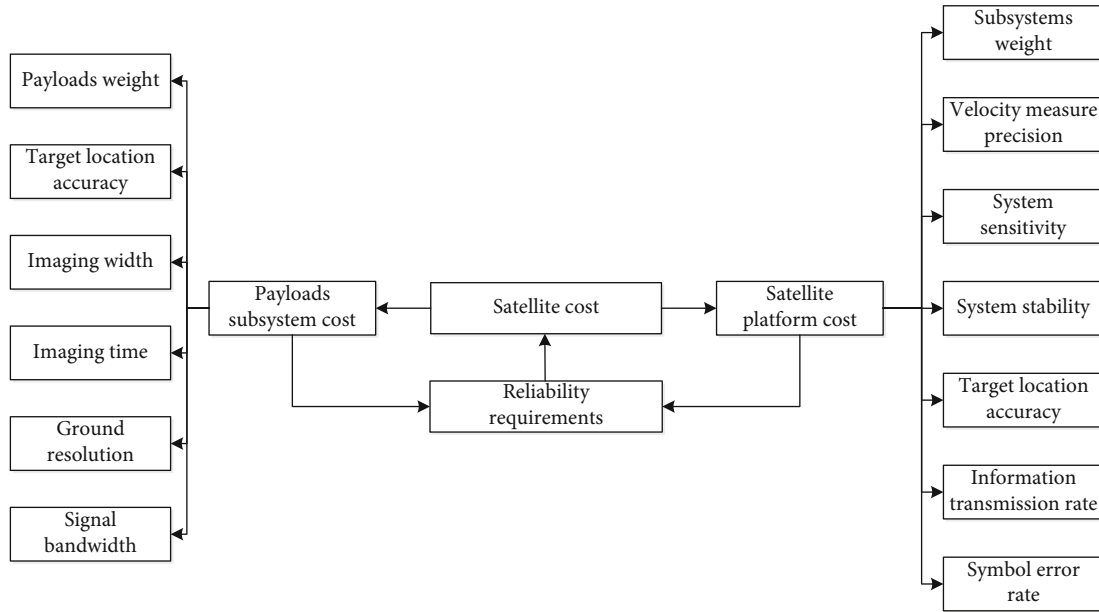 Payloads weight
Target location
accuracy
Imaging width
Imaging time
Ground
resolution
Signal
bandwidth
Payloads
subsystem cost
Satellite cost
Reliability
requirements
Satellite
platform cost
Subsystems
weight
Velocity measure
precision
System
sensitivity
System stability
Target location
accuracy
Information
transmission rate
Symbol error
rate